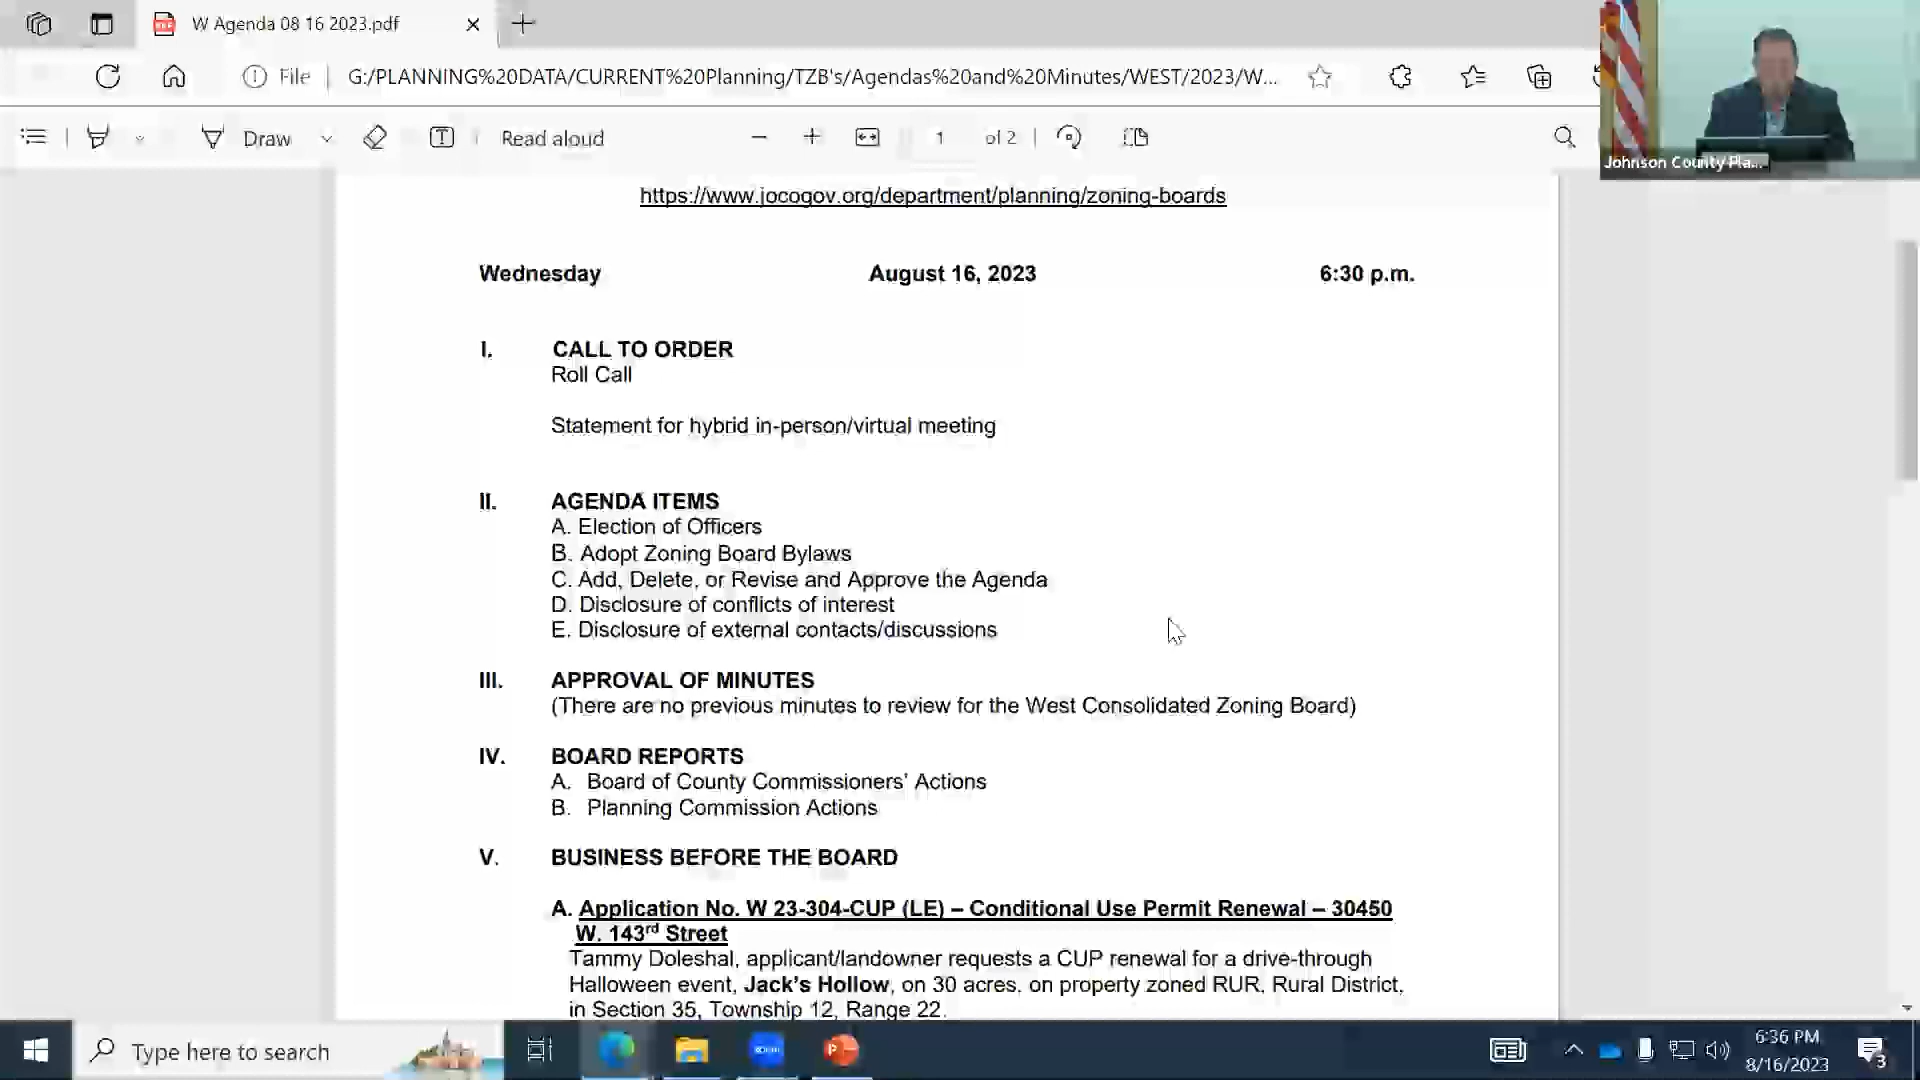 W Agenda 08 16 2023.pdf
File
G:/PLANNING%20DATA/CURRENT%20Planning/TZB's/Agendas%20and%20Minutes/WEST/2023/W...
Draw
Read aloud
1 of 2
Johnson County Pla...
https://www.jocogov.org/department/planning/zoning-boards
Wednesday August 16, 2023 6:30 p.m.
I. CALL TO ORDER
Roll Call
Statement for hybrid in-person/virtual meeting
II. AGENDA ITEMS
A. Election of Officers
B. Adopt Zoning Board Bylaws
C. Add, Delete, or Revise and Approve the Agenda
D. Disclosure of conflicts of interest
E. Disclosure of external contacts/discussions
III. APPROVAL OF MINUTES
(There are no previous minutes to review for the West Consolidated Zoning Board)
IV. BOARD REPORTS
A. Board of County Commissioners' Actions
B. Planning Commission Actions
V. BUSINESS BEFORE THE BOARD
A. Application No. W 23-304-CUP (LE) – Conditional Use Permit Renewal – 30450
W. 143rd Street
Tammy Doleshal, applicant/landowner requests a CUP renewal for a drive-through
Halloween event, Jack's Hollow, on 30 acres, on property zoned RUR, Rural District,
in Section 35, Township 12, Range 22.
Type here to search
zoom
6:36 PM
8/16/2023
3